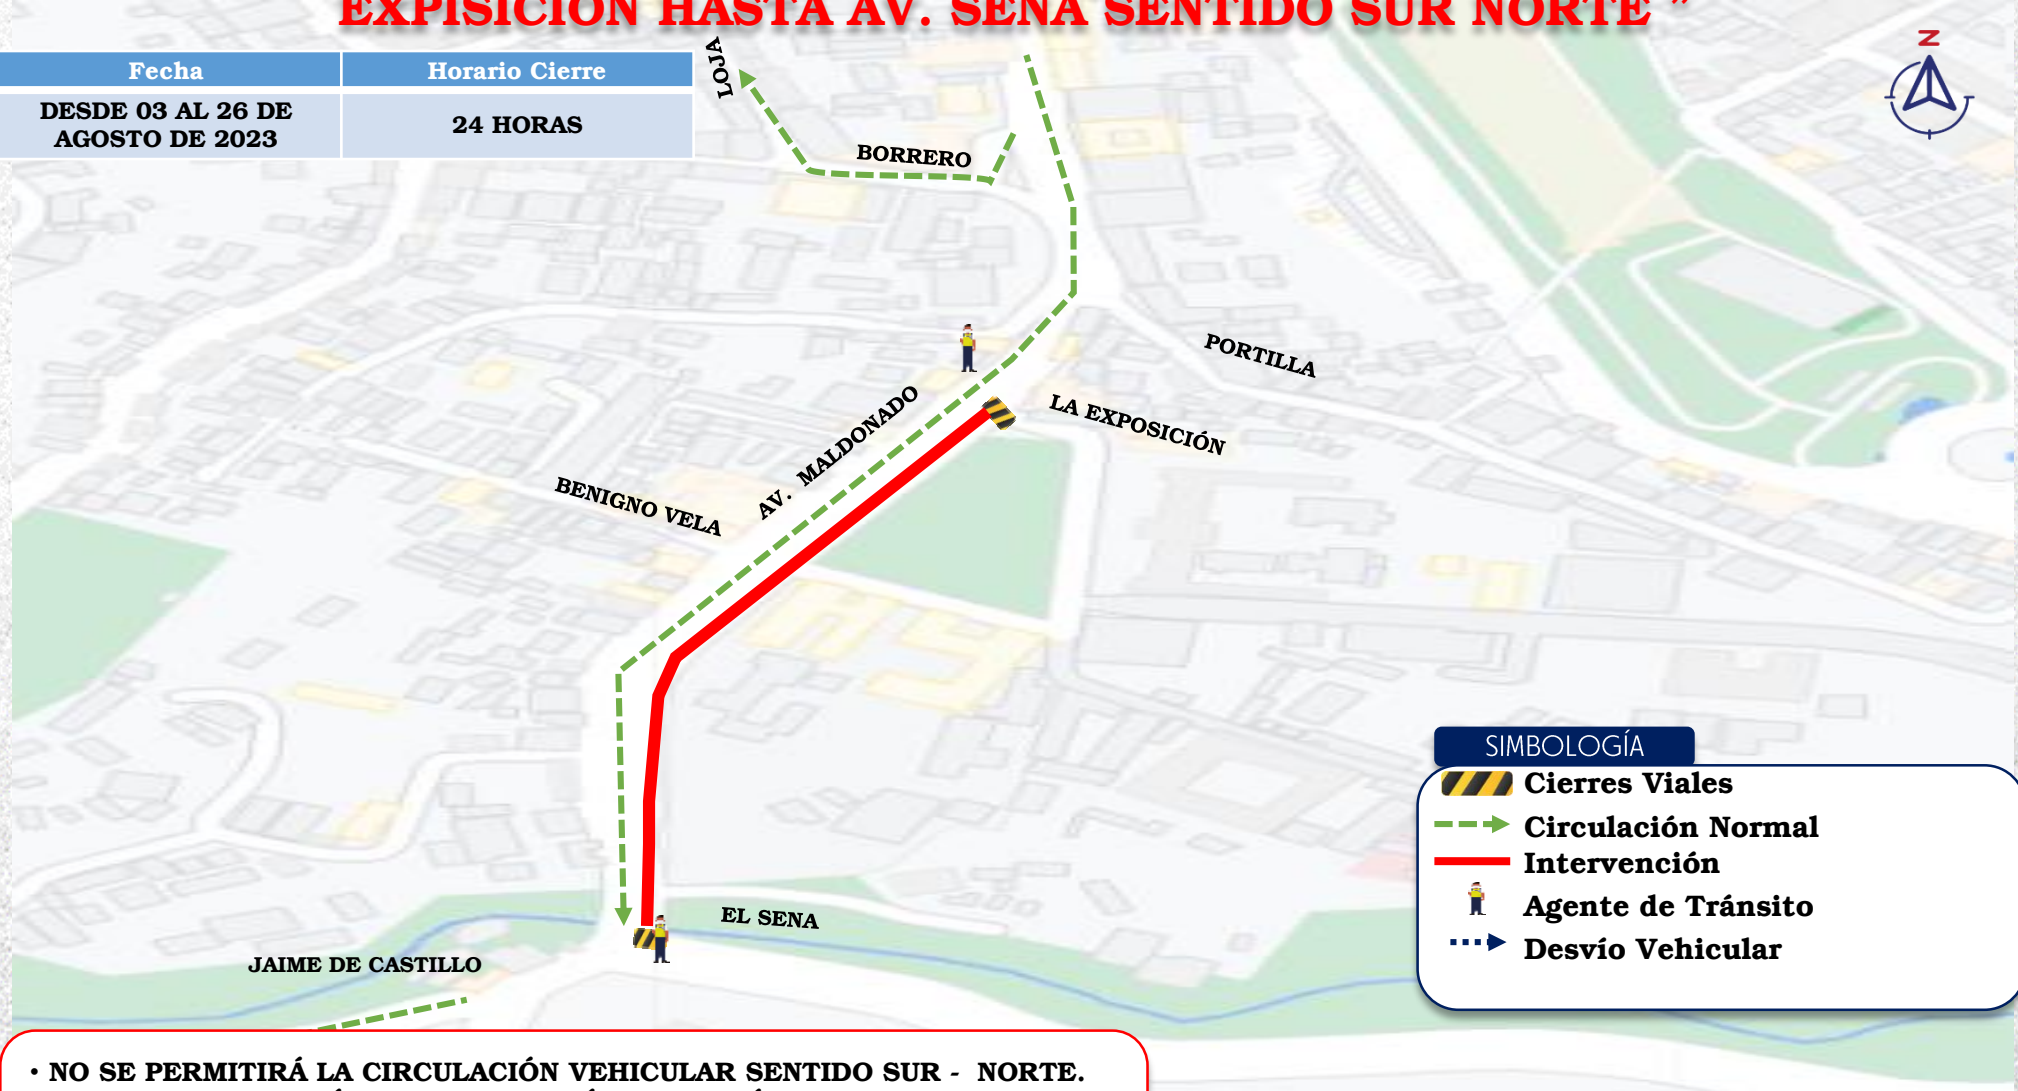 EXPISICIÓN HASTA AV. SENA SENTIDO SUR NORTE ”
Fecha
Horario Cierre
DESDE 03 AL 26 DE
AGOSTO DE 2023
24 HORAS
N
LOJA
BORRERO
PORTILLA
LA EXPOSICIÓN
AV. MALDONADO
BENIGNO VELA
EL SENA
JAIME DE CASTILLO
SIMBOLOGÍA
Cierres Viales
Circulación Normal
Intervención
Agente de Tránsito
Desvío Vehicular
• NO SE PERMITIRÁ LA CIRCULACIÓN VEHICULAR SENTIDO SUR - NORTE.